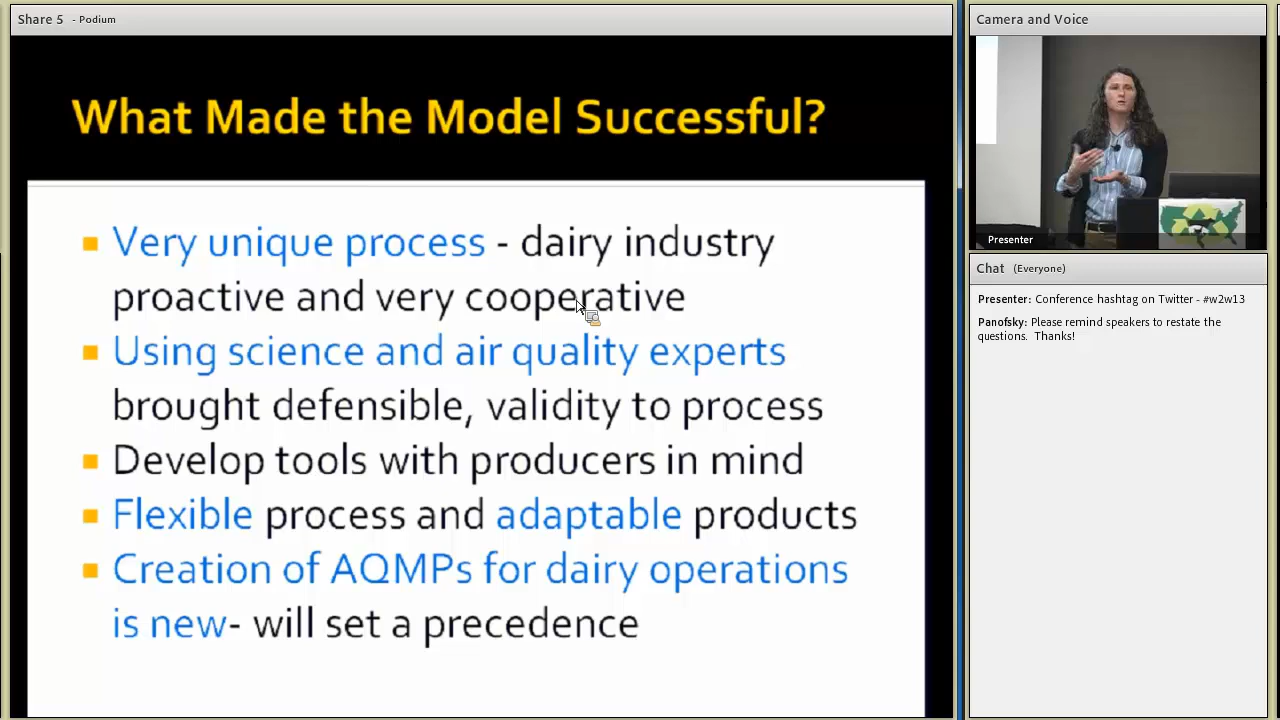 Share 5 - Podium
What Made the Model Successful?
Very unique process - dairy industry
proactive and very cooperative
Using science and air quality experts
brought defensible, validity to process
Develop tools with producers in mind
Flexible process and adaptable products
Creation of AQMPs for dairy operations
is new- will set a precedence
Camera and Voice
Presenter
Chat (Everyone)
Presenter: Conference hashtag on Twitter - #w2w13
Panofsky: Please remind speakers to restate the
questions. Thanks!